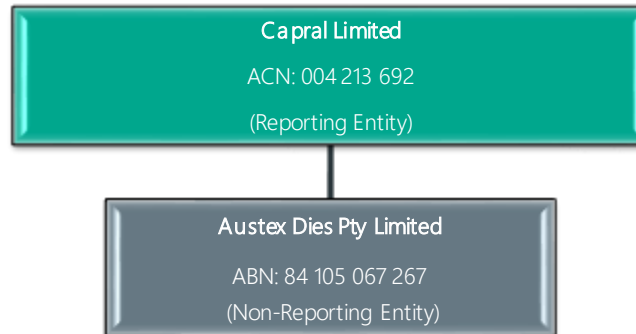 Capral Limited
ACN: 004 213 692
(Reporting Entity)
Austex Dies Pty Limited
ABN: 84 105 067 267
(Non-Reporting Entity)